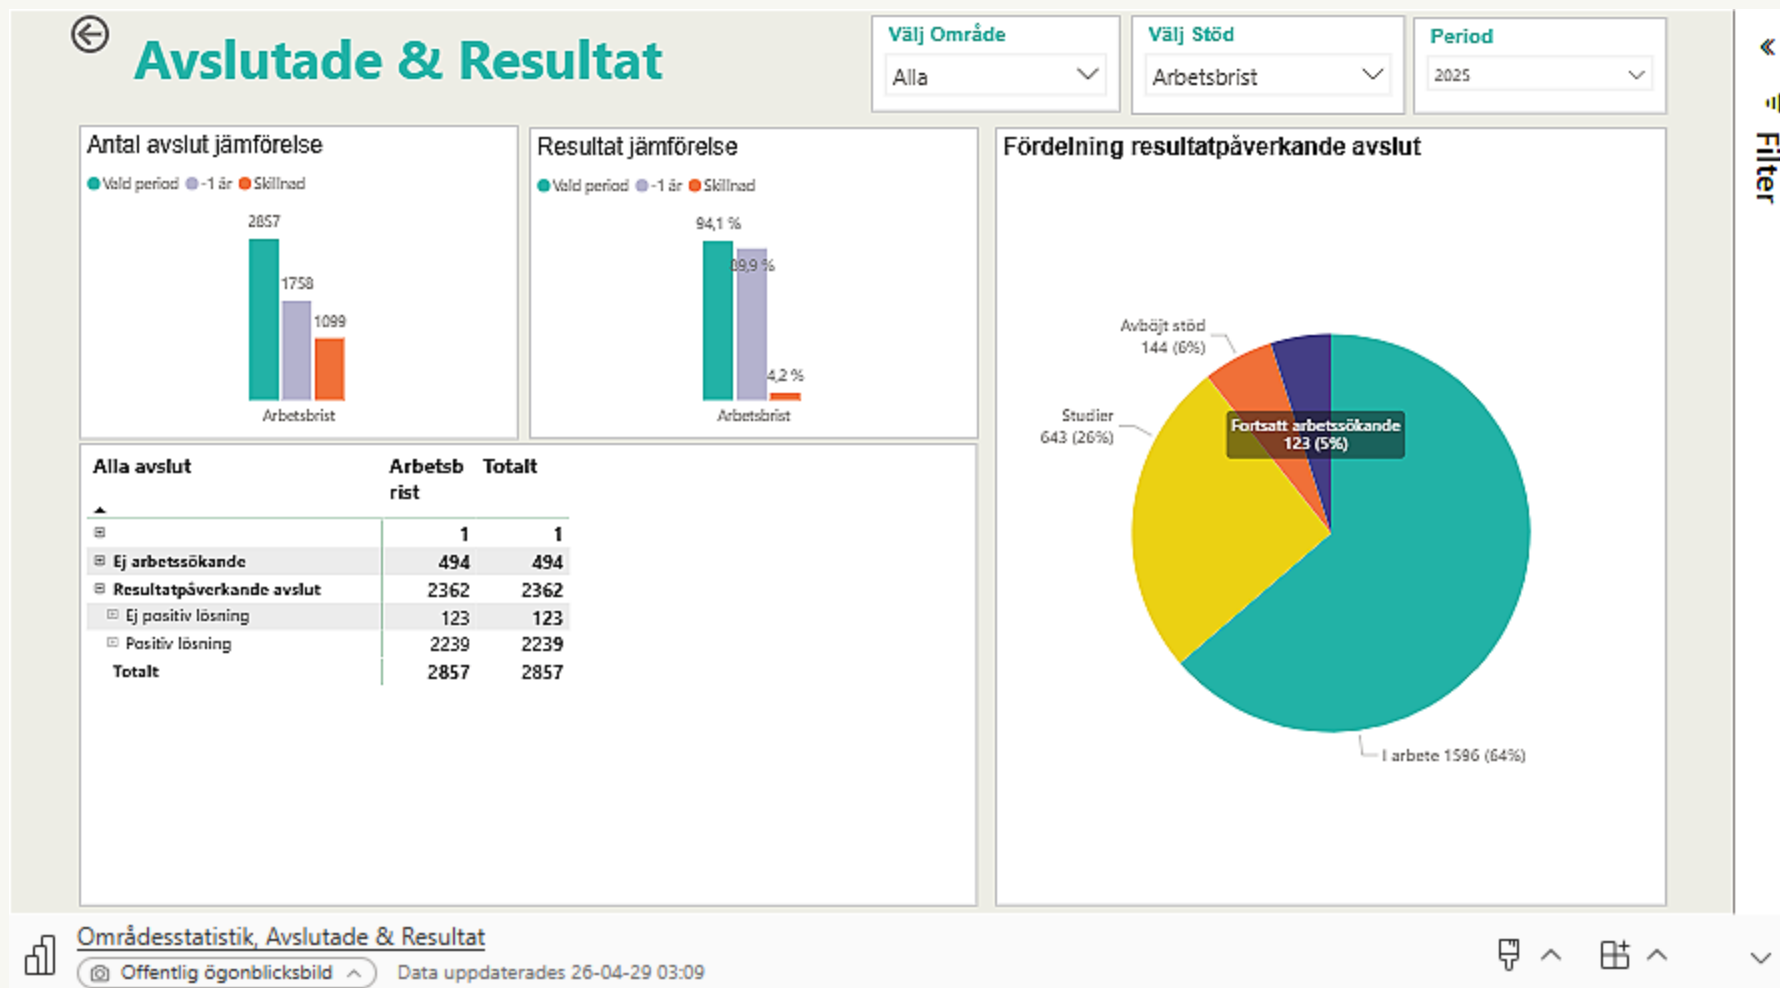 Avslutade & Resultat
Välj Område
Alla
Välj Stöd
Arbetsbrist
Period
2025
Filter
Antal avslut jämförelse
Vald period -1 år Skillnad
2857
1758
1099
Arbetsbrist
Resultat jämförelse
Vald period -1 år Skillnad
94,1 %
89,9 %
4,2 %
Arbetsbrist
Fördelning resultatpåverkande avslut
Avböjt stöd
144 (6%)
Studier
643 (26%)
Fortsatt arbetssökande
123 (5%)
I arbete 1596 (64%)
Alla avslut Arbetsb Totalt
rist
1 1
Ej arbetssökande 494 494
Resultatpåverkande avslut 2362 2362
Ej positiv lösning 123 123
Positiv lösning 2239 2239
Totalt 2857 2857
Områdesstatistik, Avslutade & Resultat
Offentlig ögonblicksbild Data uppdaterades 26-04-29 03:09